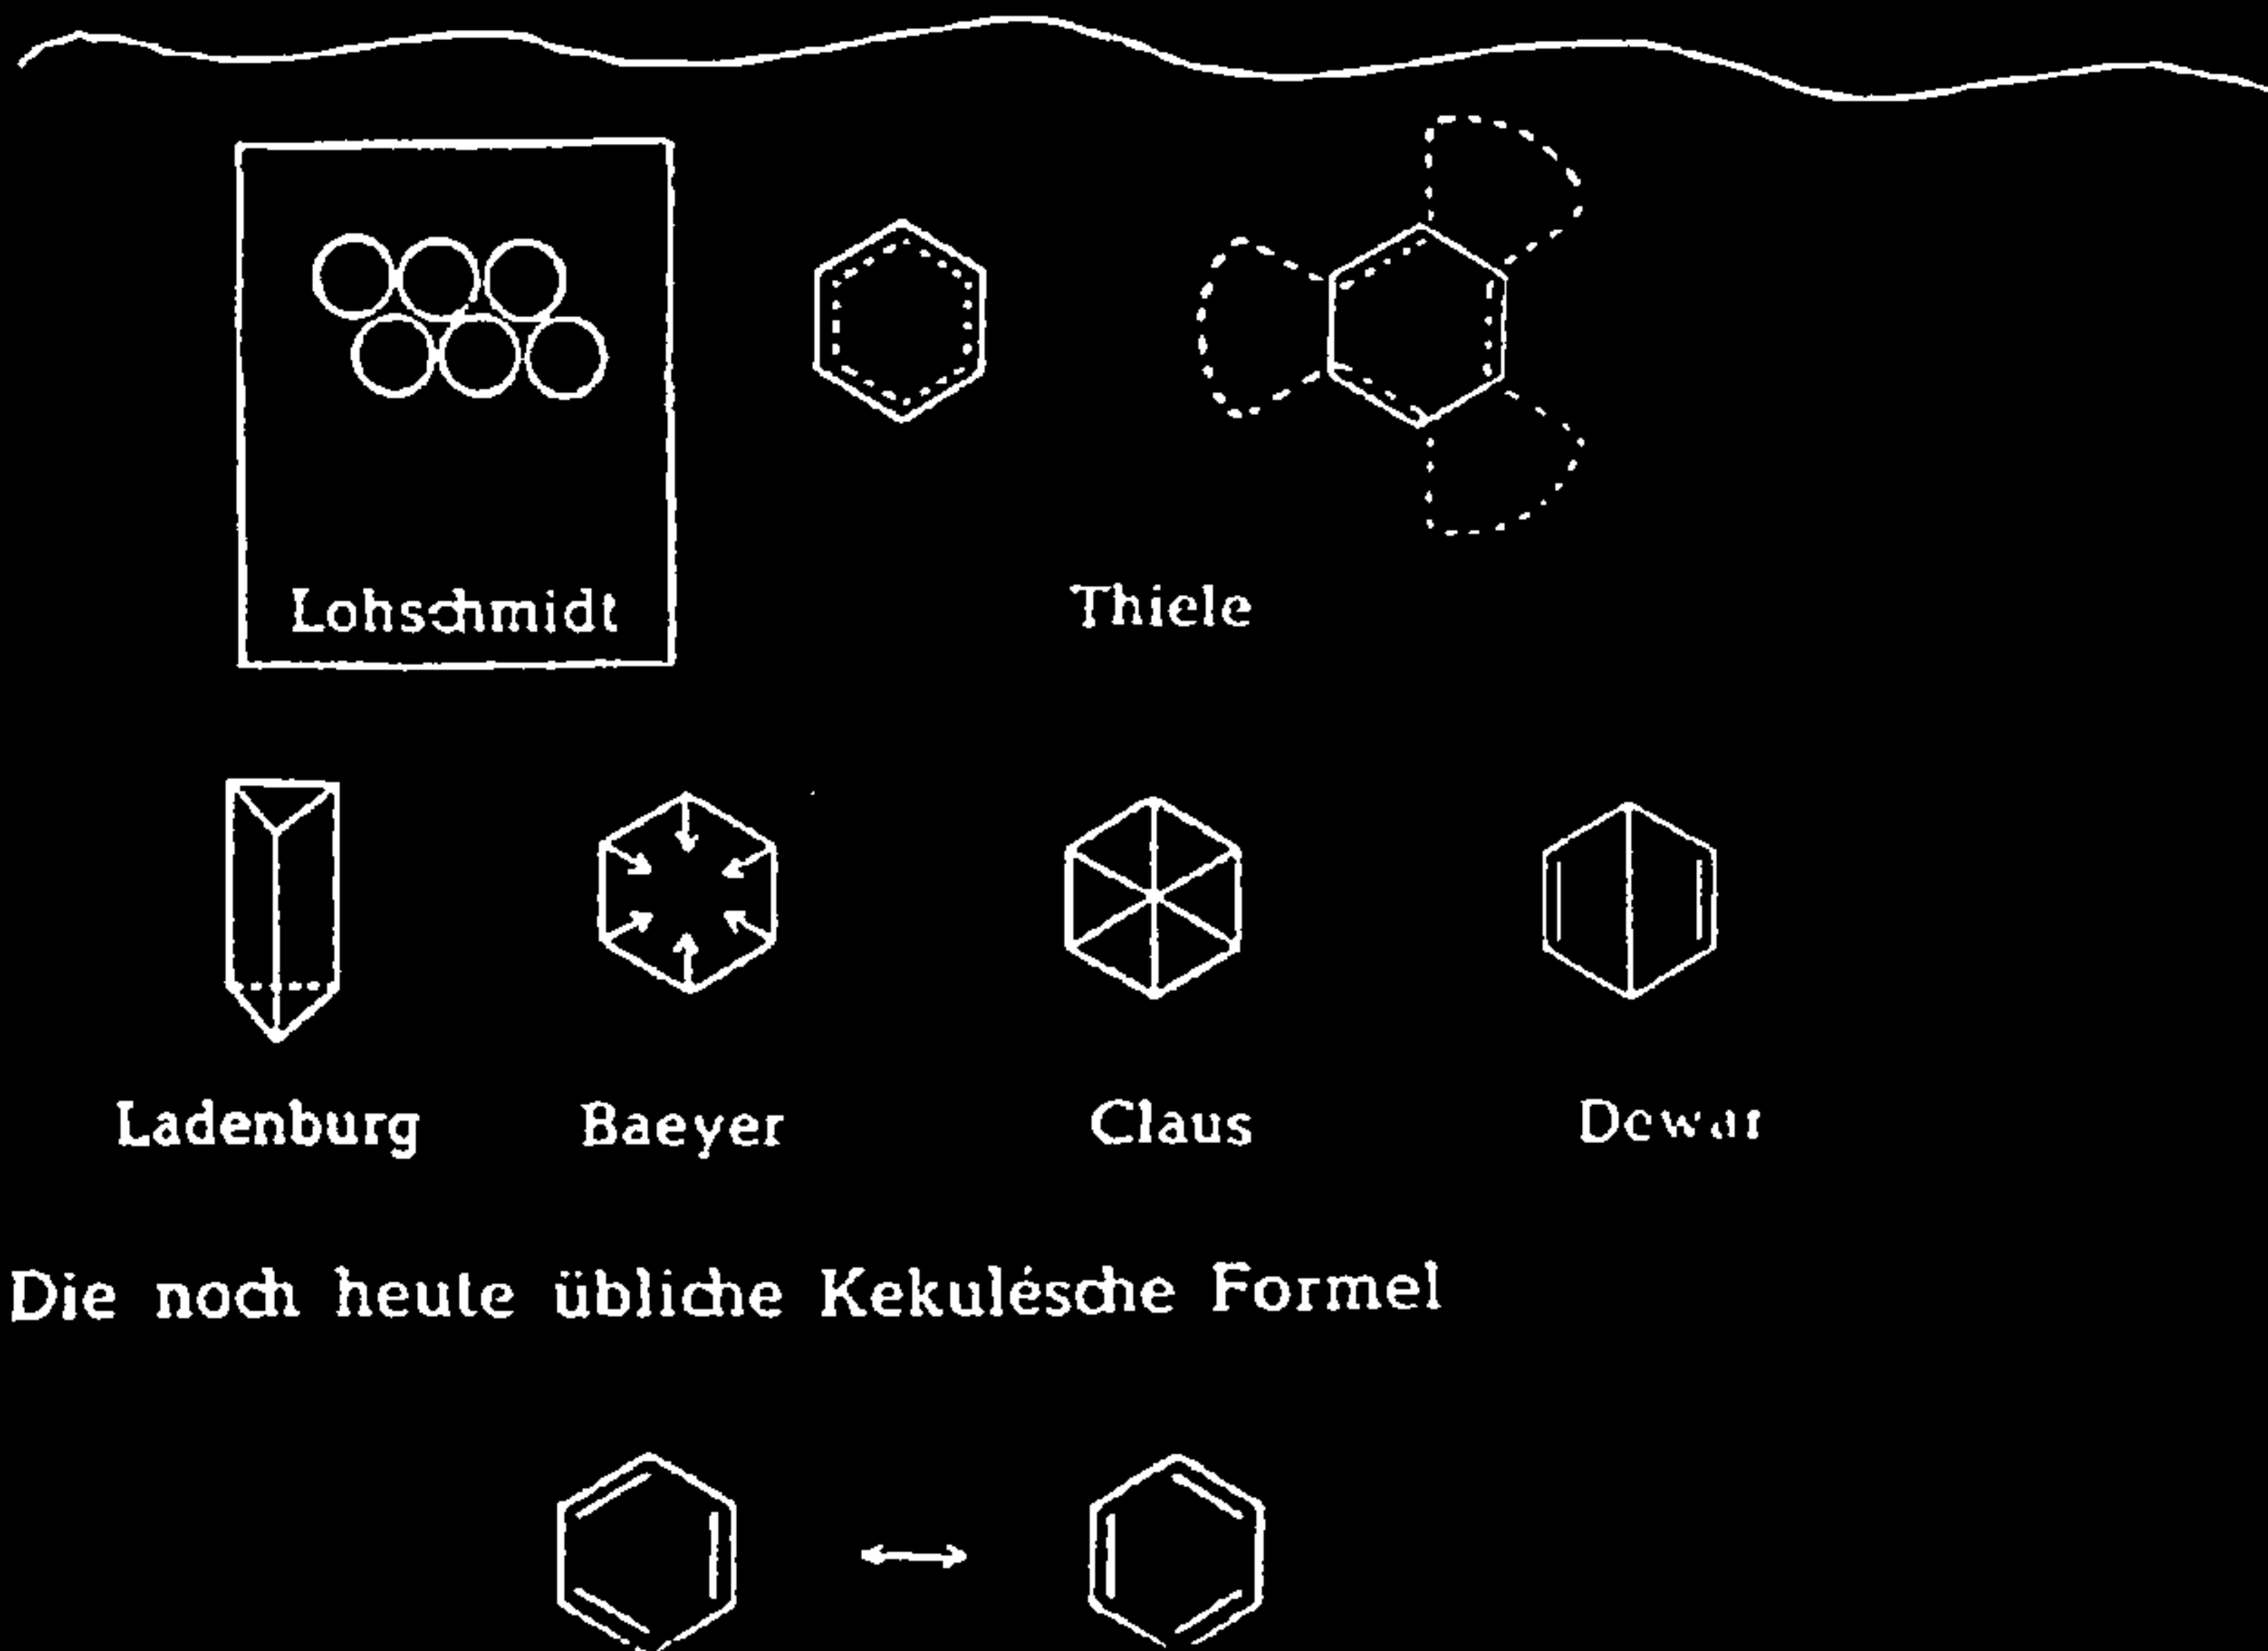 Lohschmidt Thiele
Ladenburg Baeyer Claus Dewar
Die noch heute übliche Kekulésche Formel